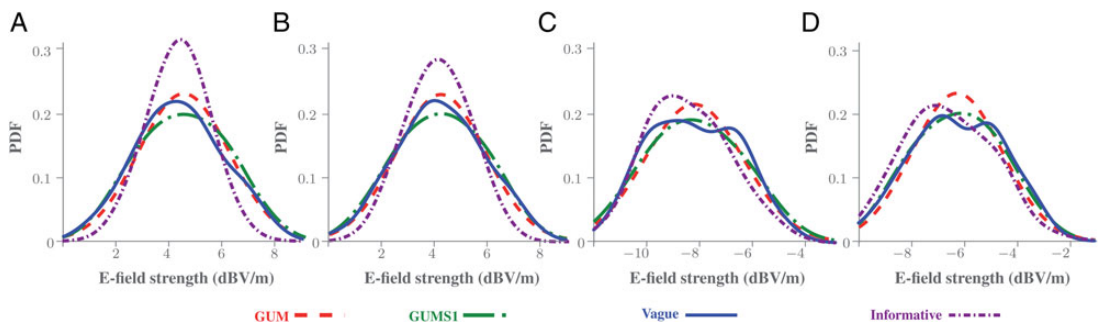 A B C D
0.3 0.3 0.3 0.3
0.2 0.2 0.2 0.2
PDF PDF PDF PDF
0.1 0.1 0.1 0.1
0 0 0 0
2 4 6 8 2 4 6 8 −10 −8 −6 −4 −8 −6 −4 −2
E-field strength (dBV/m) E-field strength (dBV/m) E-field strength (dBV/m) E-field strength (dBV/m)
GUM GUMS1 Vague Informative